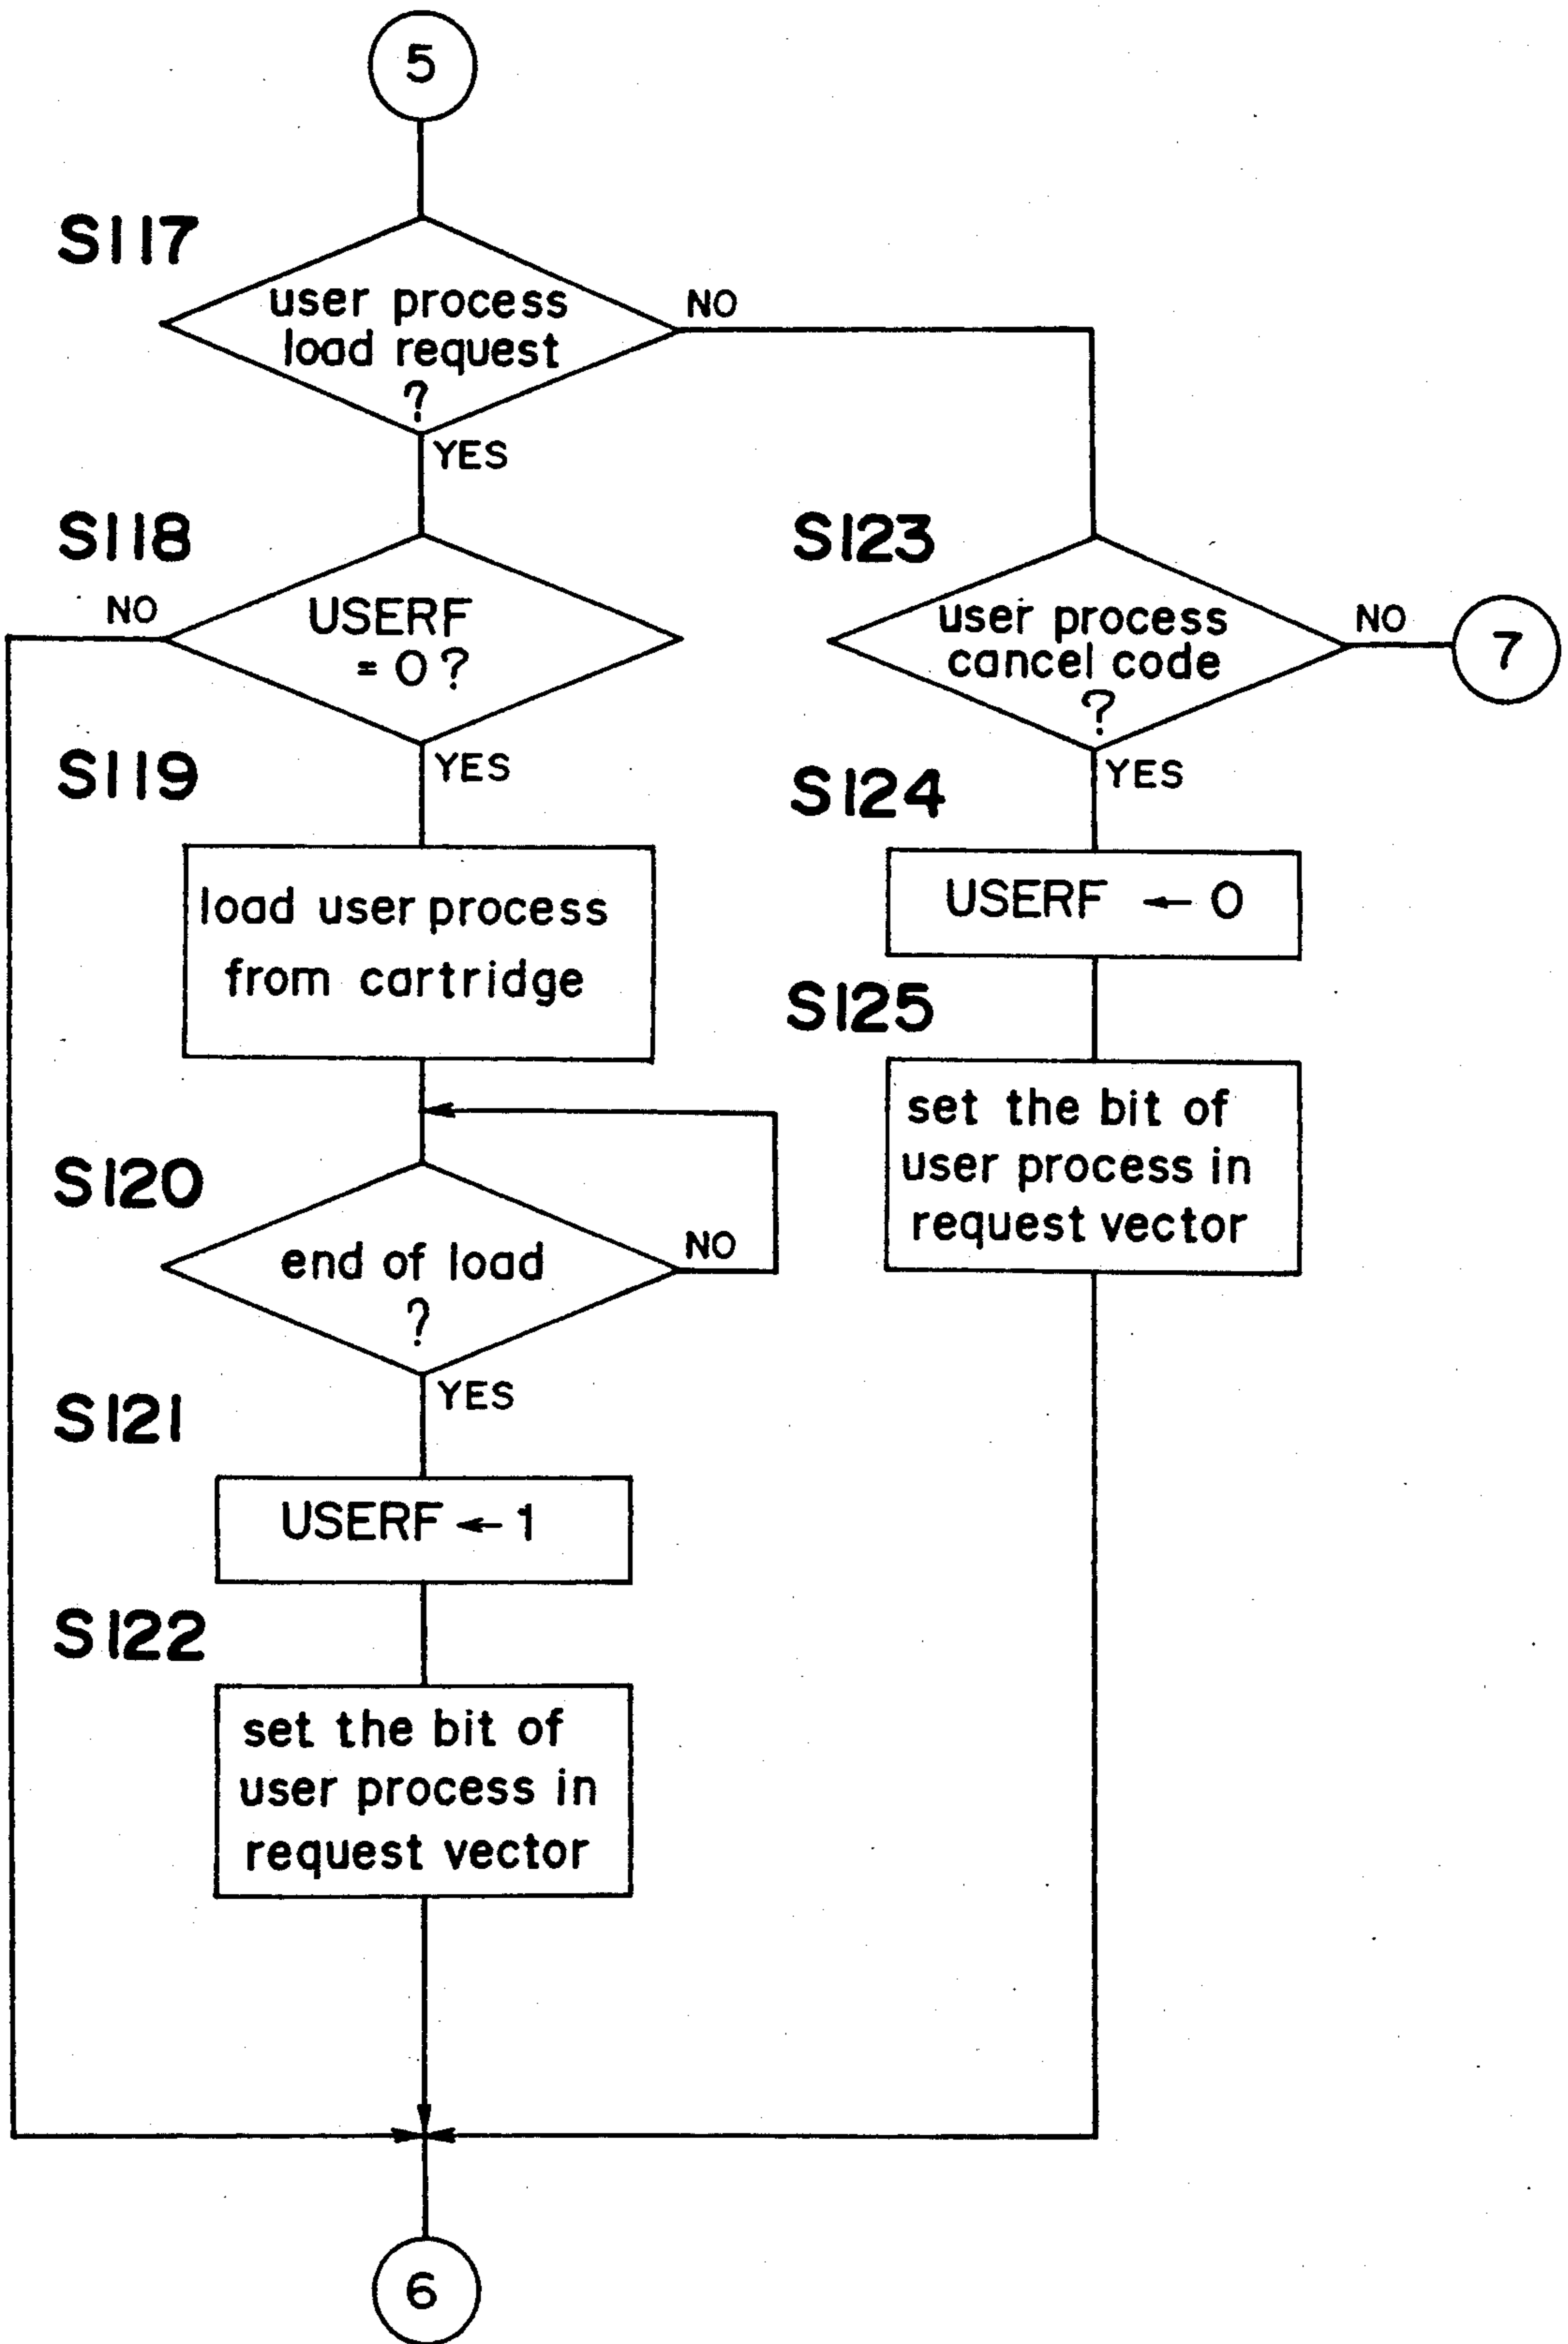 5
S117
user process
load request
?
NO
YES
S118
NO
USERF
= 0 ?
YES
S119
load user process
from cartridge
S120
end of load
?
NO
YES
S121
USERF ← 1
S122
set the bit of
user process in
request vector
S123
user process
cancel code
?
NO
7
YES
S124
USERF ← 0
S125
set the bit of
user process in
request vector
6